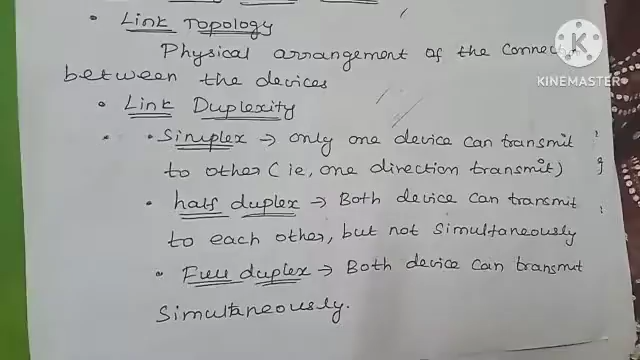 • Link Topology
Physical arrangement of the connect
between the devices
• Link Duplexity
• • Simplex → only one device can transmit
to other (ie, one direction transmit)
• half duplex → Both device can transmit
to each other, but not simultaneously
• Full duplex → Both device can transmit
simultaneously.
KINEMASTER